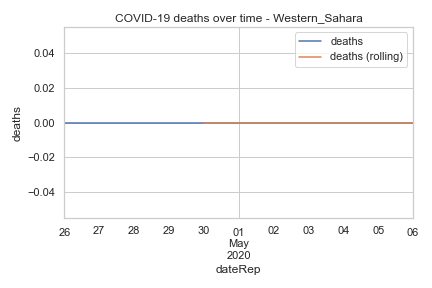 COVID-19 deaths over time - Western_Sahara
deaths
deaths (rolling)
0.04
0.02
0.00
−0.02
−0.04
deaths
26 27 28 29 30 01 02 03 04 05 06
May
2020
dateRep